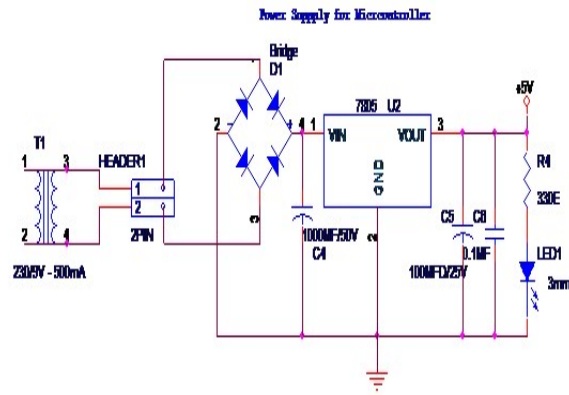 Power Suppply for Microcontroller
Bridge
D1
+5V
7805 U2
2 - + 4 1 VIN VOUT 3
T1
1 3 HEADER1
GND
R4
1
2
330E
3
2
C5 C6
2 4 2PIN
1000MF/50V
C4
0.1MF
LED1
230/9V - 500mA
100MFD/25V
3mm